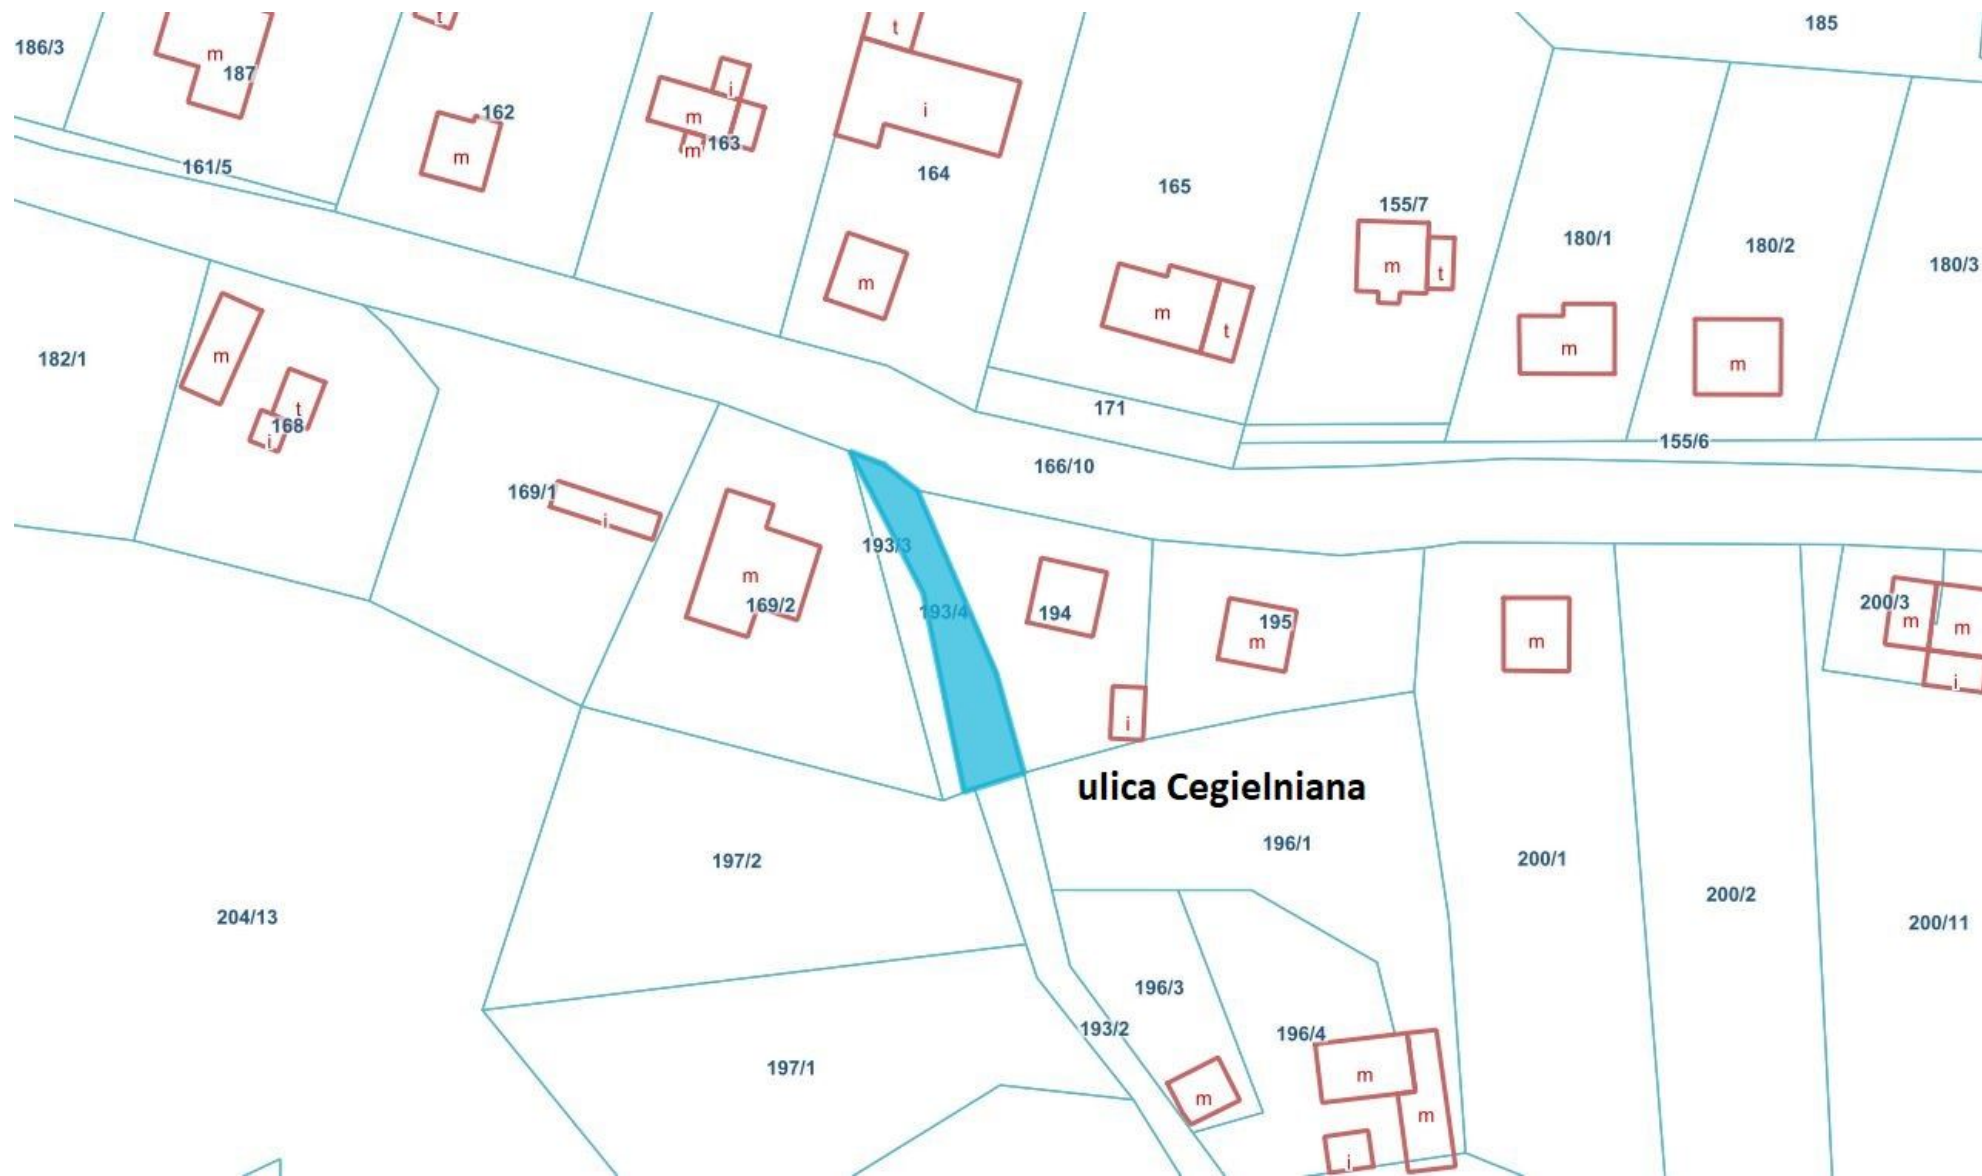 t
t
185
186/3
m
187
i
i
162
m
163
m
m
161/5
164
165
155/7
180/1
180/2
180/3
m
m
t
m
t
m
m
182/1
m
t
168
i
171
155/6
166/10
169/1
i
193/3
m
169/2
193/4
194
195
m
m
200/3
m
m
i
i
ulica Cegielniana
197/2
196/1
200/1
200/2
204/13
200/11
196/3
193/2
196/4
197/1
m
m
m
i